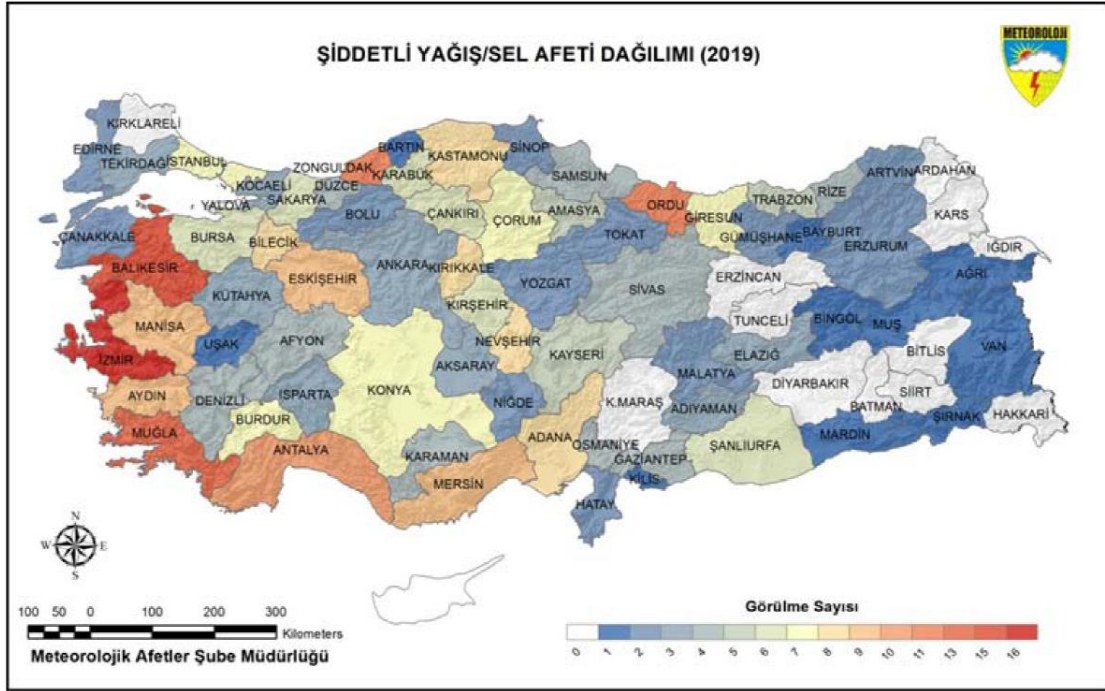 ŞİDDETLİ YAĞIŞ/SEL AFETİ DAĞILIMI (2019)
METEOROLOJİ
KIRKLARELİ
EDİRNE
TEKİRDAĞ
İSTANBUL
KOCAELİ
YALOVA
SAKARYA
DÜZCE
ZONGULDAK
BARTIN
KARABÜK
KASTAMONU
SİNOP
SAMSUN
ORDU
GİRESUN
TRABZON
RİZE
ARTVİN
ARDAHAN
KARS
IĞDIR
ÇANAKKALE
BURSA
BİLECİK
BOLU
ÇANKIRI
ÇORUM
AMASYA
TOKAT
GÜMÜŞHANE
BAYBURT
ERZURUM
AĞRI
BALIKESİR
KÜTAHYA
ESKİŞEHİR
ANKARA
KIRIKKALE
YOZGAT
SİVAS
ERZİNCAN
TUNCELİ
BİNGÖL
MUŞ
VAN
MANİSA
UŞAK
AFYON
KIRŞEHİR
NEVŞEHİR
KAYSERİ
MALATYA
ELAZIĞ
BİTLİS
İZMİR
AYDIN
DENİZLİ
ISPARTA
KONYA
AKSARAY
NİĞDE
K.MARAŞ
ADIYAMAN
DİYARBAKIR
BATMAN
SİİRT
ŞIRNAK
HAKKARİ
MUĞLA
BURDUR
ANTALYA
KARAMAN
MERSİN
ADANA
OSMANİYE
GAZİANTEP
KİLİS
ŞANLIURFA
MARDİN
HATAY
N
W E
S
100 50 0 100 200 300
Kilometers
Meteorolojik Afetler Şube Müdürlüğü
Görülme Sayısı
0 1 2 3 4 5 6 7 8 9 10 11 13 15 16